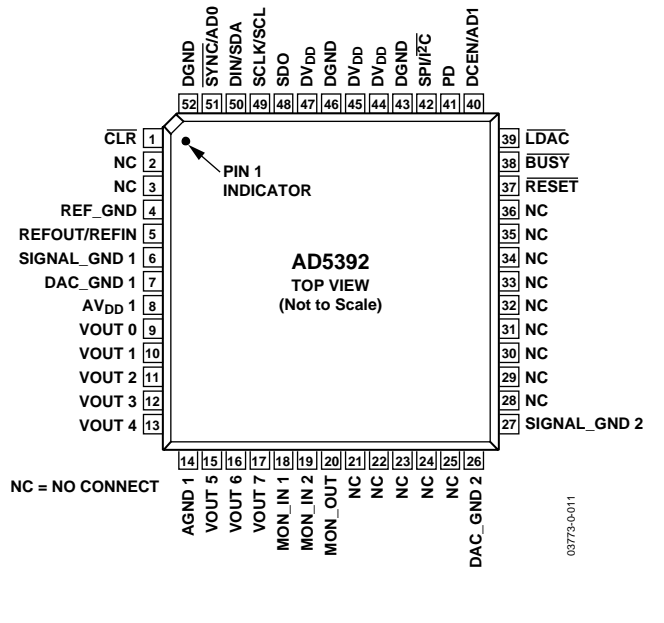 DGND
SYNC/AD0
DIN/SDA
SCLK/SCL
SDO
DVDD
DGND
DVDD
DVDD
DGND
SPI/I2C
PD
DCEN/AD1
52 51 50 49 48 47 46 45 44 43 42 41 40
CLR 1
NC 2
NC 3
REF_GND 4
REFOUT/REFIN 5
SIGNAL_GND 1 6
DAC_GND 1 7
AVDD 1 8
VOUT 0 9
VOUT 1 10
VOUT 2 11
VOUT 3 12
VOUT 4 13
PIN 1
INDICATOR
AD5392
TOP VIEW
(Not to Scale)
39 LDAC
38 BUSY
37 RESET
36 NC
35 NC
34 NC
33 NC
32 NC
31 NC
30 NC
29 NC
28 NC
27 SIGNAL_GND 2
14 15 16 17 18 19 20 21 22 23 24 25 26
AGND 1
VOUT 5
VOUT 6
VOUT 7
MON_IN 1
MON_IN 2
MON_OUT
NC
NC
NC
NC
NC
DAC_GND 2
NC = NO CONNECT
03773-0-011